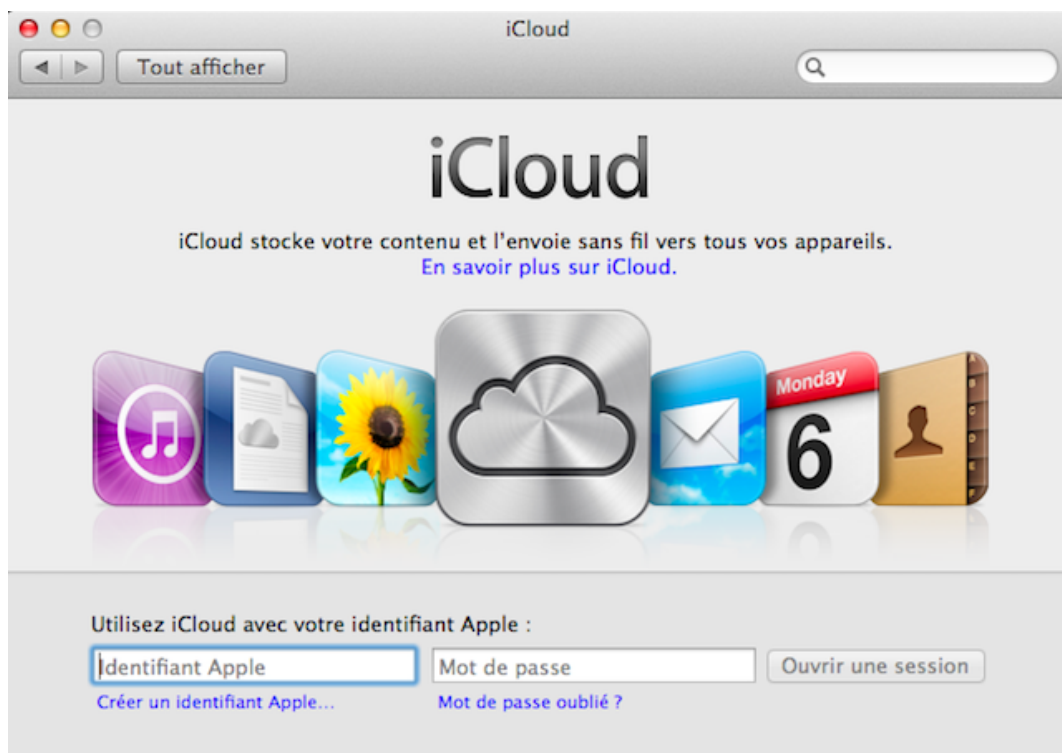 iCloud
Tout afficher
iCloud
iCloud stocke votre contenu et l'envoie sans fil vers tous vos appareils.
En savoir plus sur iCloud.
Monday
6
A
B
C
D
E
F
Utilisez iCloud avec votre identifiant Apple :
Identifiant Apple
Mot de passe
Ouvrir une session
Créer un identifiant Apple...
Mot de passe oublié ?